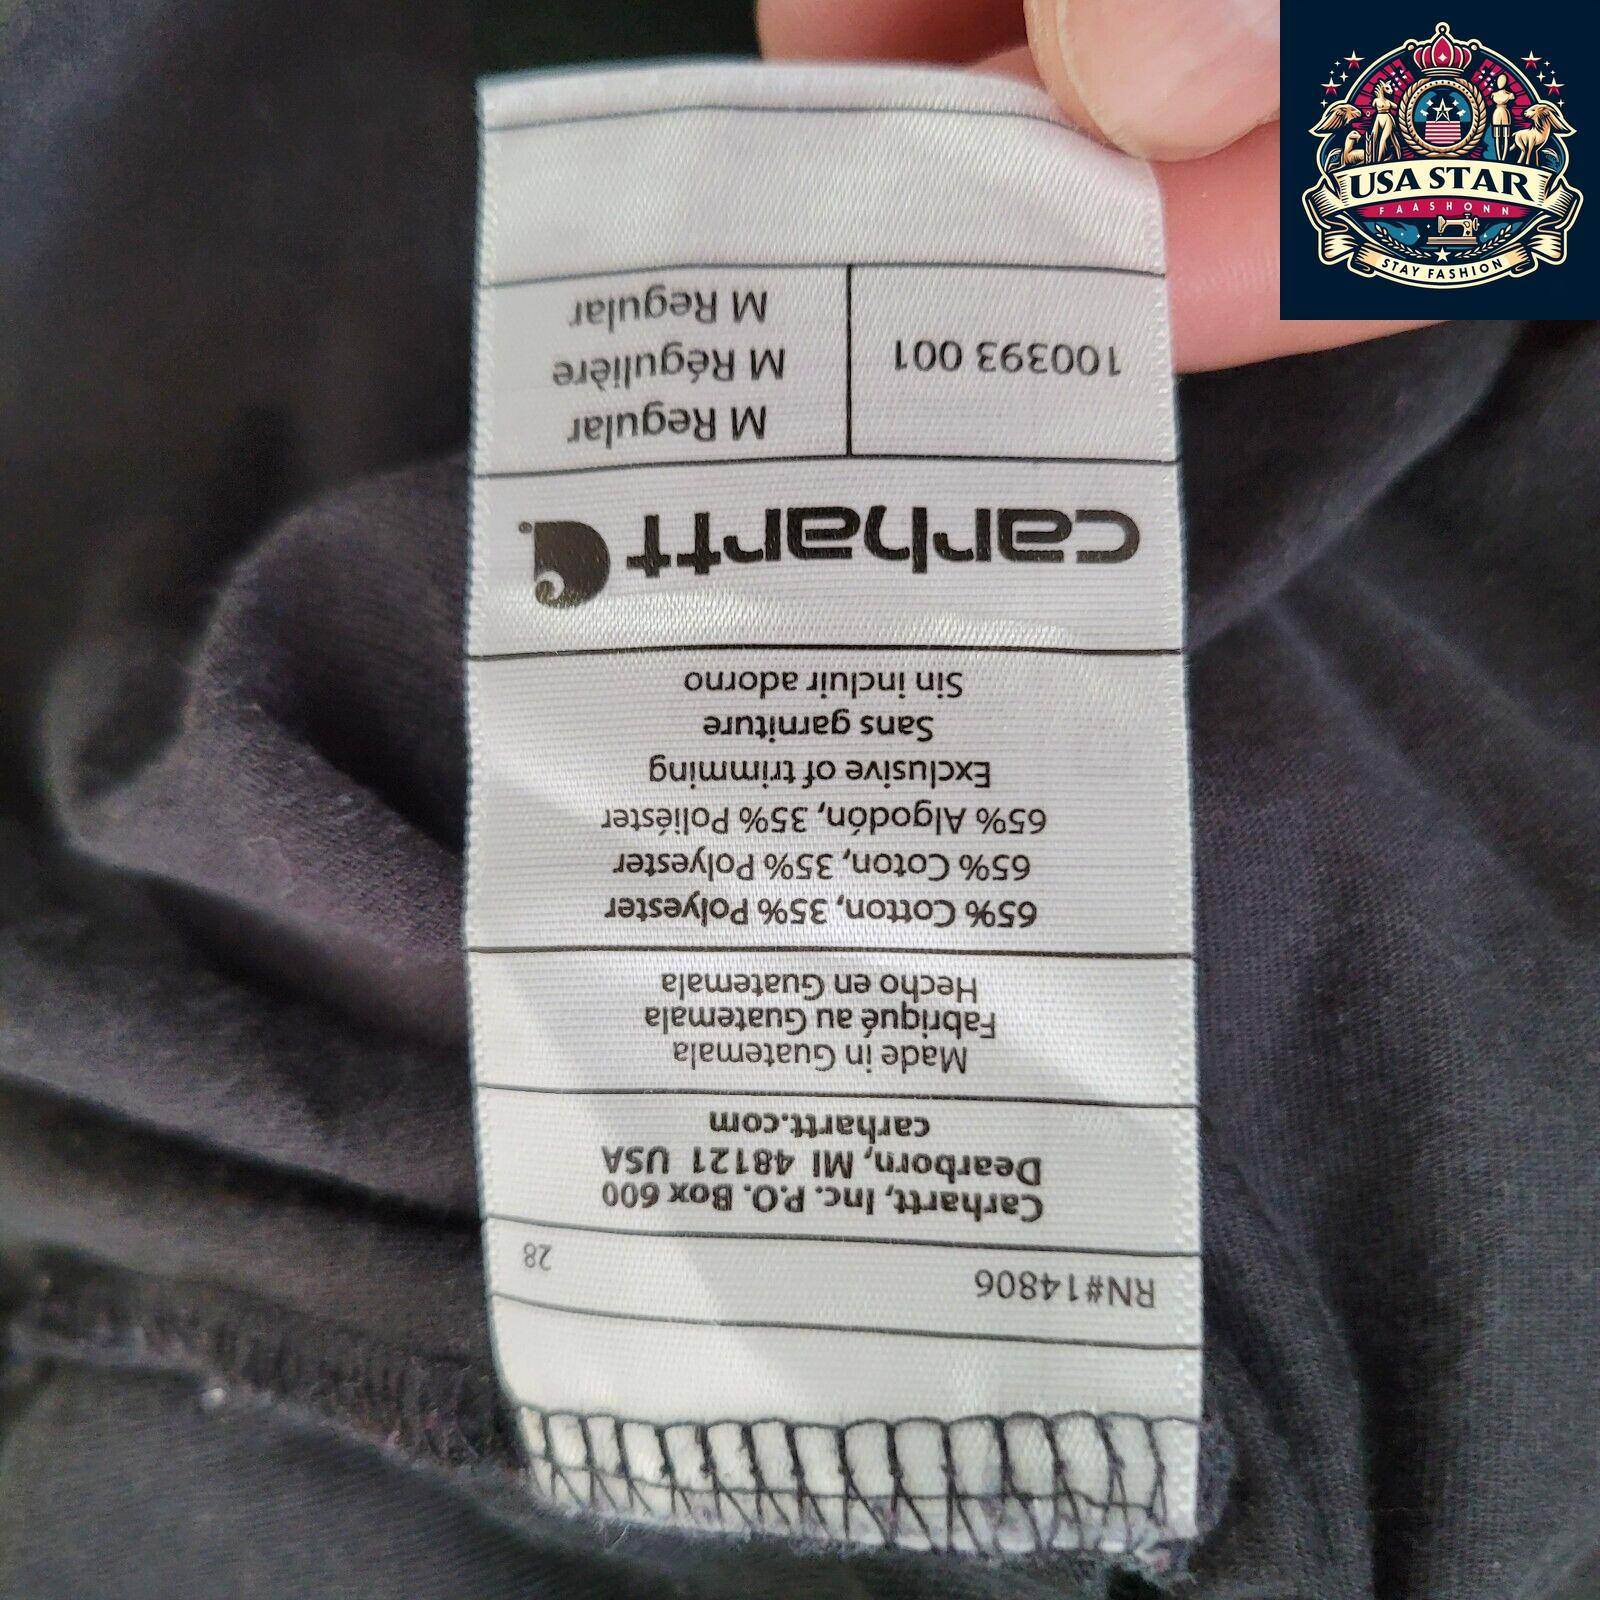 USA STAR
FAASHONN
STAY FASHION
RN#14806 28
Carhartt, Inc. P.O. Box 600
Dearborn, MI 48121 USA
carhartt.com
Made in Guatemala
Fabriqué au Guatemala
Hecho en Guatemala
65% Cotton, 35% Polyester
65% Coton, 35% Polyester
65% Algodón, 35% Poliéster
Exclusive of trimming
Sans garniture
Sin incluir adorno
carhartt ®
100393 001
M Regular
M Régulière
M Regular